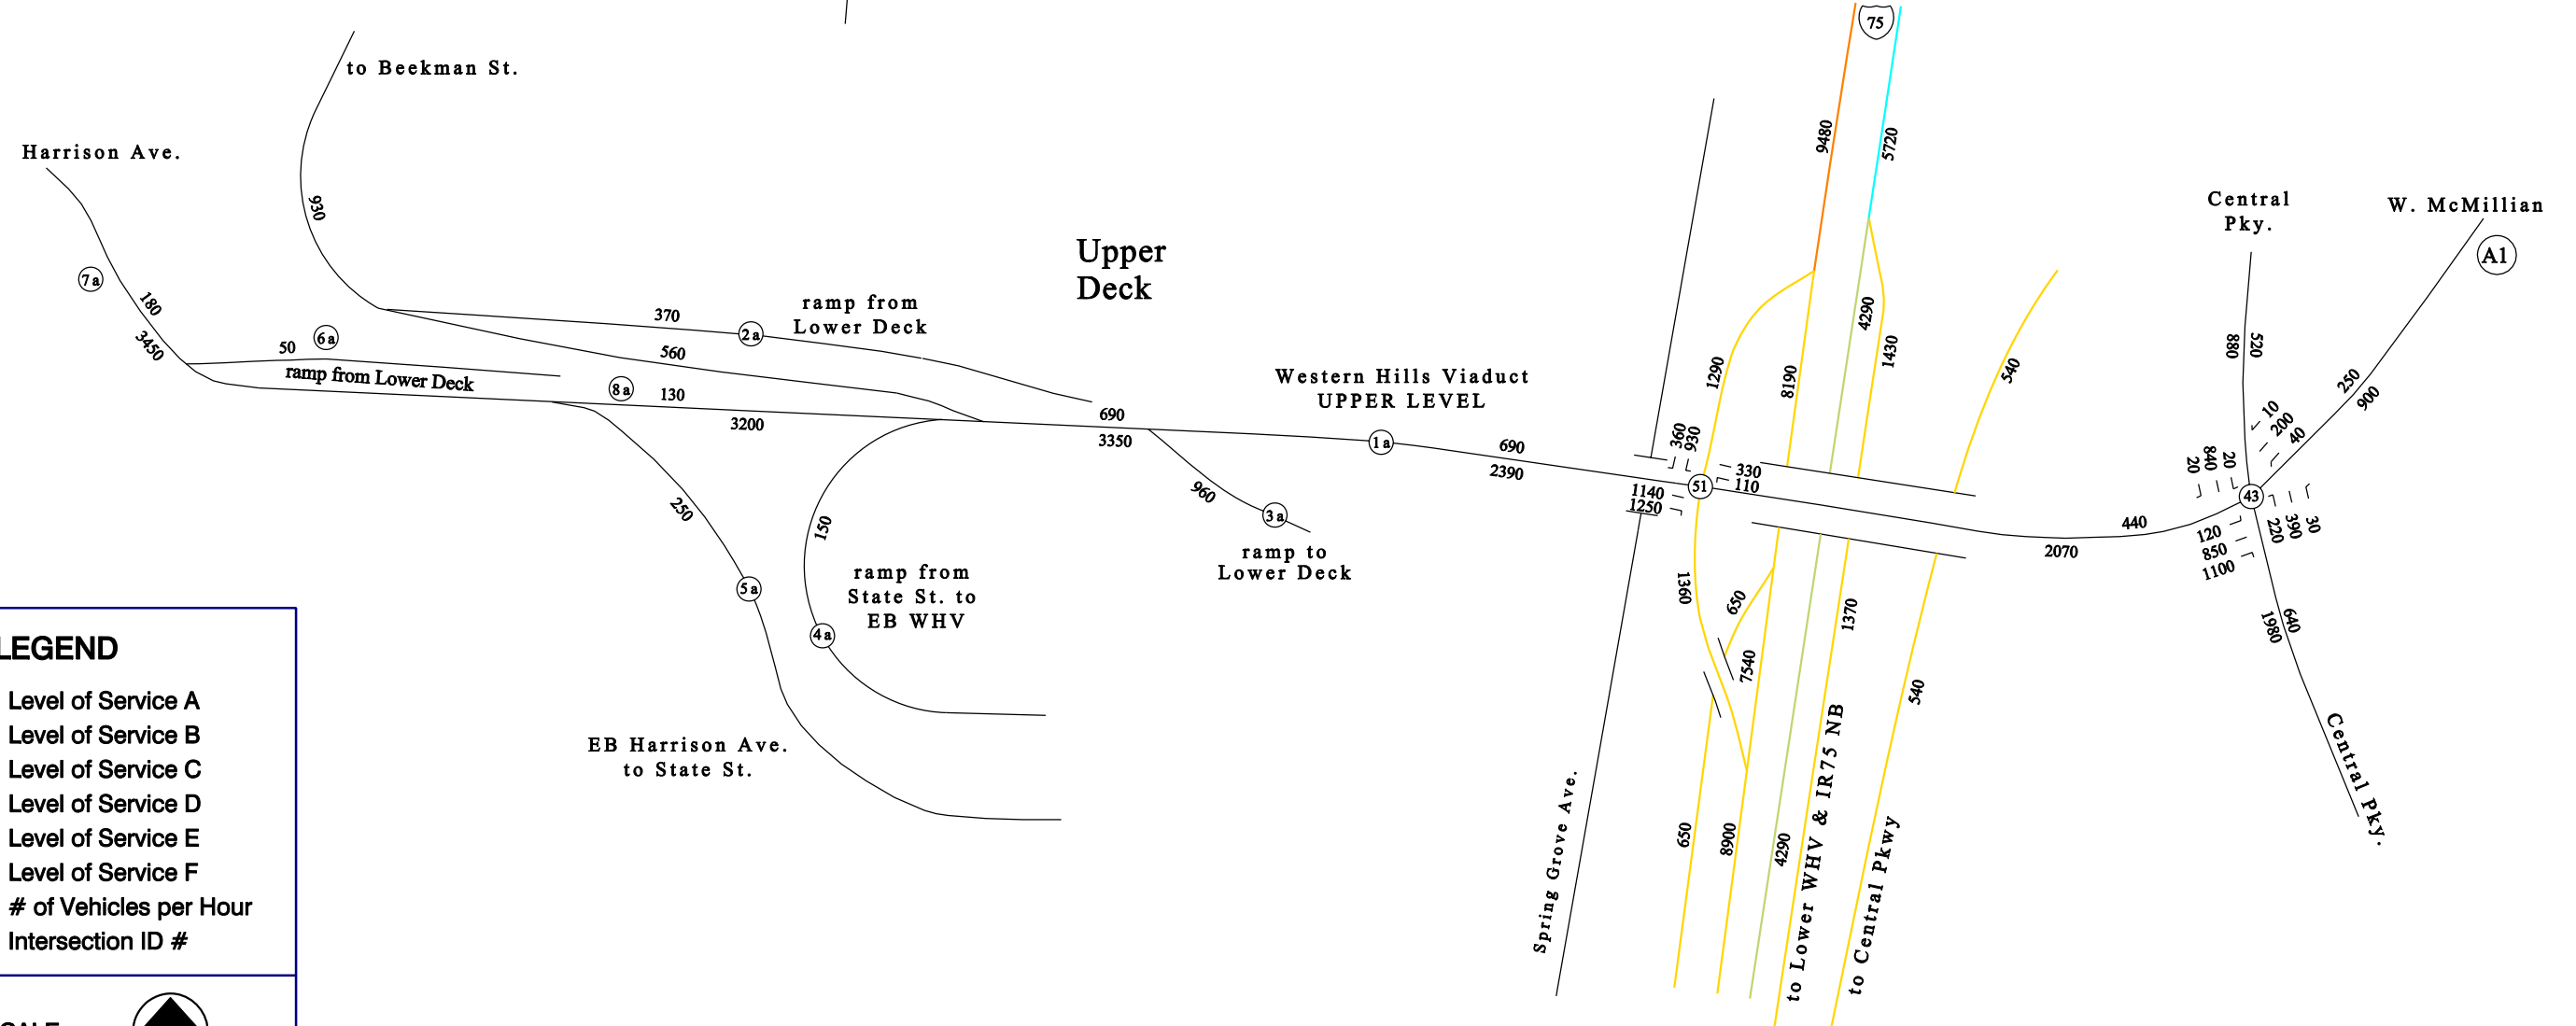 75
to Beekman St.
Harrison Ave.
930
7a
180
3450
50
6a
ramp from Lower Deck
370
2a
ramp from
Lower Deck
560
8a
130
3200
Upper
Deck
690
3350
Western Hills Viaduct
UPPER LEVEL
1a
690
2390
960
3a
ramp to
Lower Deck
250
5a
150
4a
ramp from
State St. to
EB WHV
EB Harrison Ave.
to State St.
9480
5720
1290
8190
4290
1430
540
360
930
330
110
51
1140
1250
1360
650
7540
1370
540
650
8900
4290
Spring Grove Ave.
to Lower WHV & IR75 NB
to Central Pkwy
440
2070
Central
Pky.
W. McMillian
A1
880
520
250
900
10
200
40
20
840
20
43
120
850
1100
220
390
30
1980
640
Central Pky.
LEGEND
Level of Service A
Level of Service B
Level of Service C
Level of Service D
Level of Service E
Level of Service F
# of Vehicles per Hour
Intersection ID #